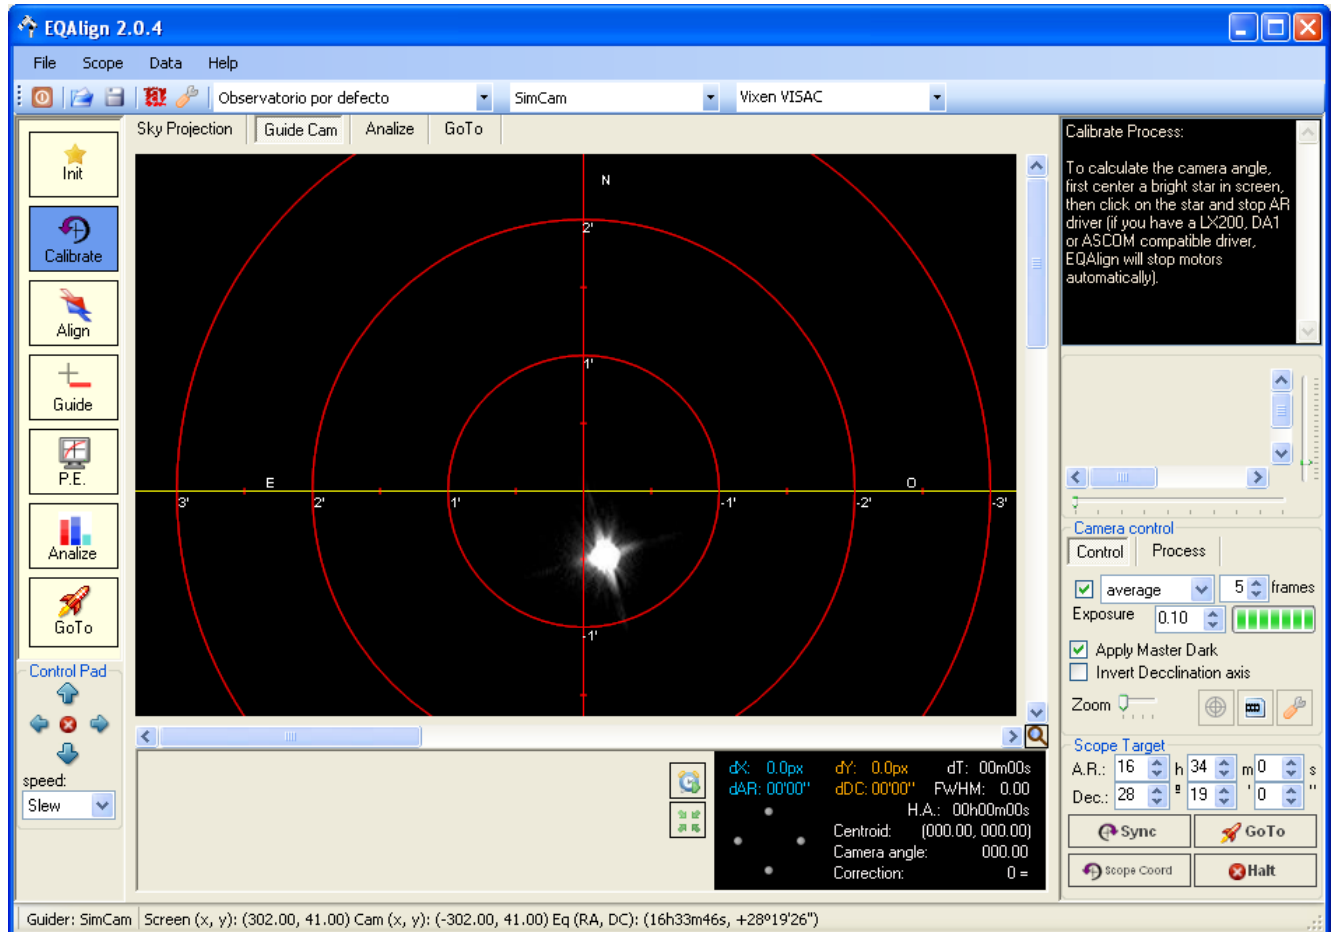 EQAlign 2.0.4
File Scope Data Help
Observatorio por defecto SimCam Vixen VISAC
Sky Projection Guide Cam Analize GoTo
Init
Calibrate
Align
Guide
P.E.
Analize
GoTo
Control Pad
speed:
Slew
N
2'
1'
E O
3' 2' 1' -1' -2' -3'
-1'
Calibrate Process:
To calculate the camera angle,
first center a bright star in screen,
then click on the star and stop AR
driver (if you have a LX200, DA1
or ASCOM compatible driver,
EQAlign will stop motors
automatically).
Camera control
Control Process
average 5 frames
Exposure 0.10
Apply Master Dark
Invert Decclination axis
Zoom
Scope Target
A.R.: 16 h 34 m 0 s
Dec.: 28 º 19 ' 0 "
Sync GoTo
Scope Coord Halt
dX: 0.0px dY: 0.0px dT: 00m00s
dAR: 00'00" dDC: 00'00" FWHM: 0.00
H.A.: 00h00m00s
Centroid: (000.00, 000.00)
Camera angle: 000.00
Correction: 0 =
Guider: SimCam Screen (x, y): (302.00, 41.00) Cam (x, y): (-302.00, 41.00) Eq (RA, DC): (16h33m46s, +28º19'26")